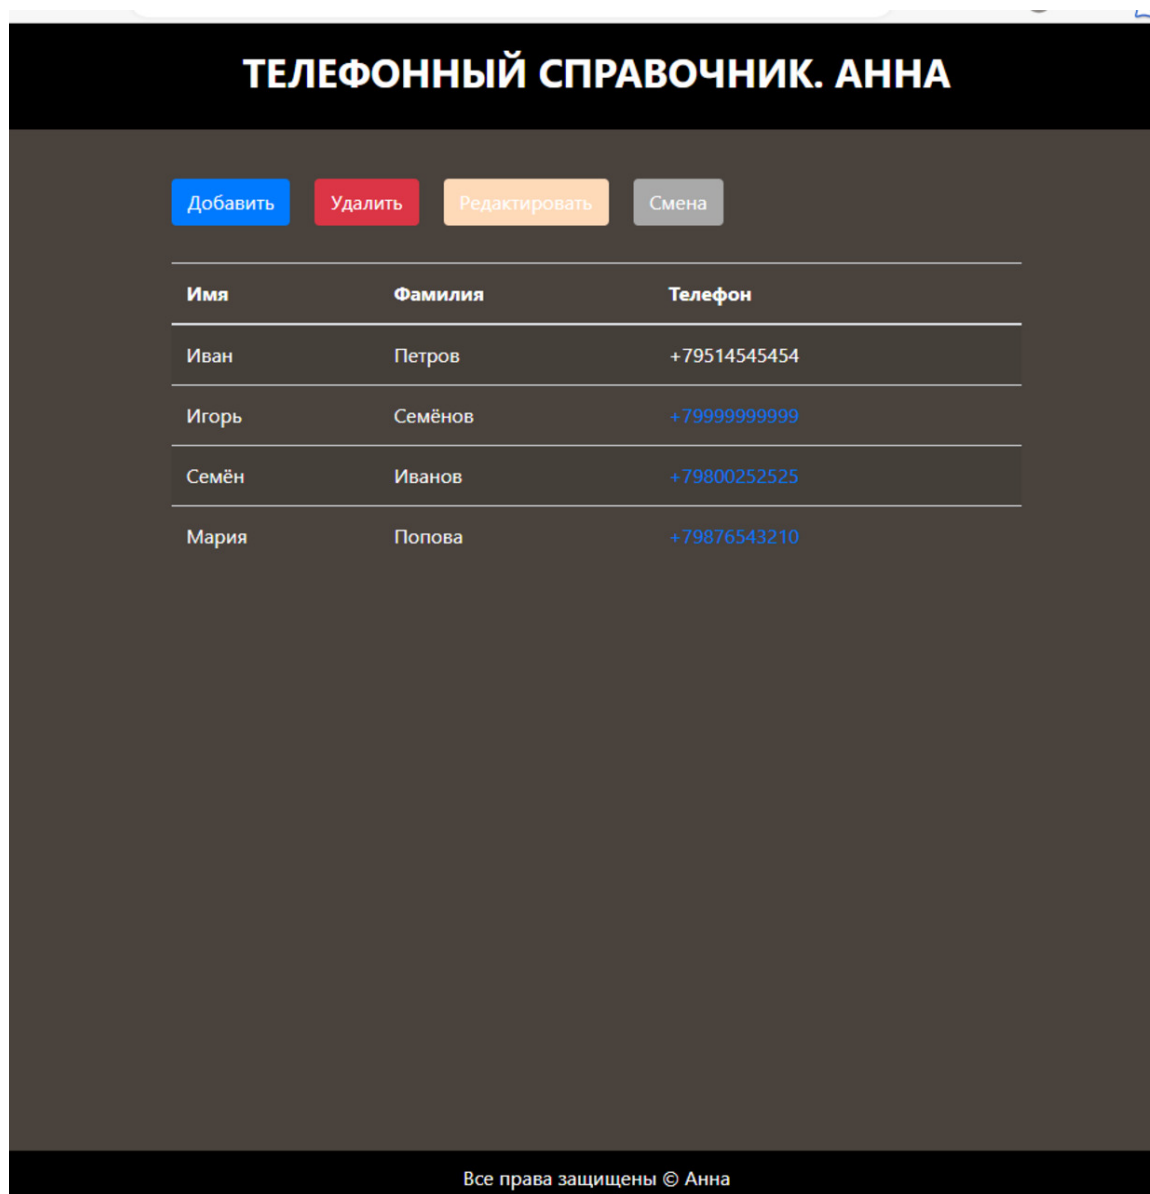 ТЕЛЕФОННЫЙ СПРАВОЧНИК. АННА
Добавить Удалить Редактировать Смена
Имя Фамилия Телефон
Иван Петров +79514545454
Игорь Семёнов +79999999999
Семён Иванов +79800252525
Мария Попова +79876543210
Все права защищены © Анна